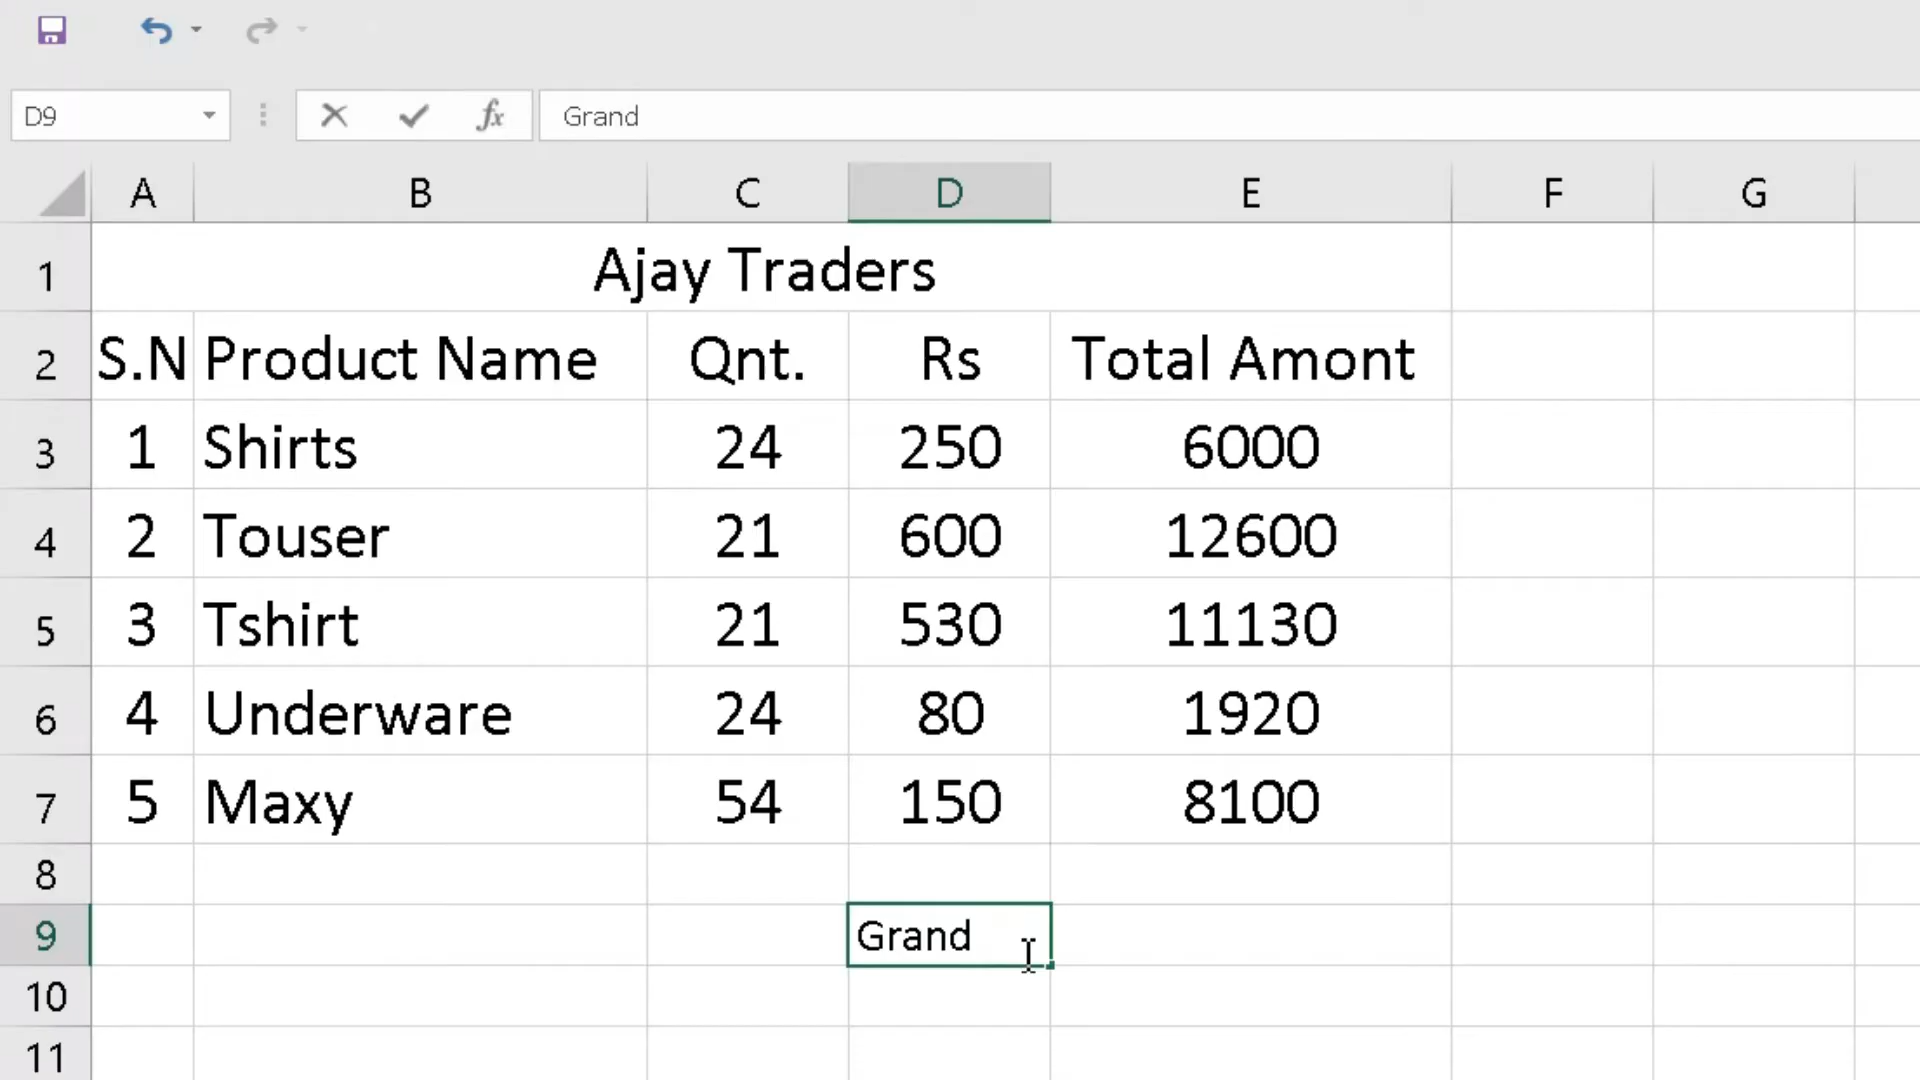 D9 fx Grand
A B C D E F G
1 Ajay Traders
2 S.N Product Name Qnt. Rs Total Amont
3 1 Shirts 24 250 6000
4 2 Touser 21 600 12600
5 3 Tshirt 21 530 11130
6 4 Underware 24 80 1920
7 5 Maxy 54 150 8100
8
9 Grand
10
11